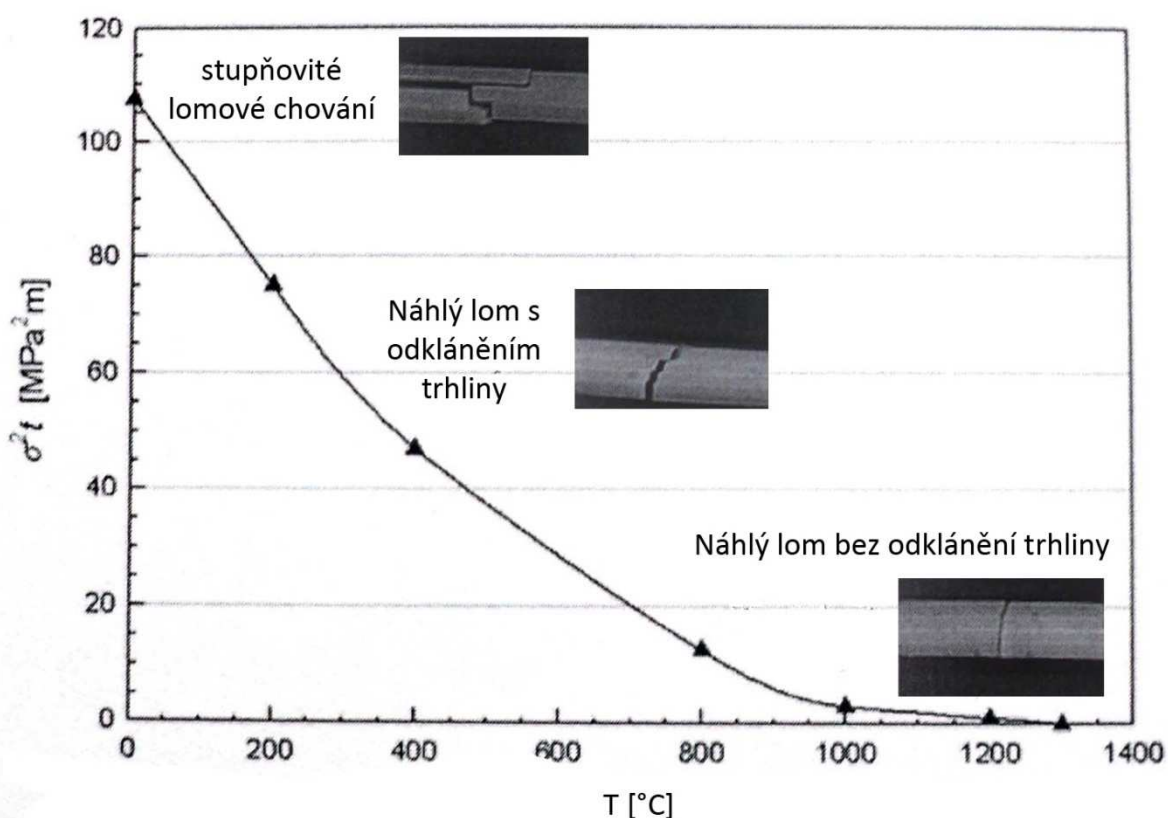 120
100
80
60
40
20
0
σ²t [MPa²m]
stupňovité
lomové chování
Náhlý lom s
odkláněním
trhliny
Náhlý lom bez odklánění trhliny
0 200 400 600 800 1000 1200 1400
T [°C]